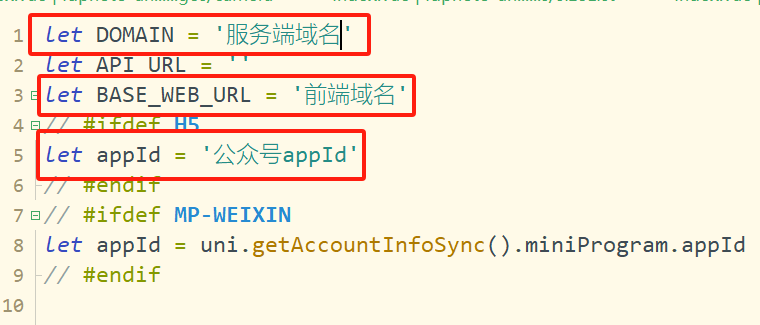 1 let DOMAIN = '服务端域名'
2 let API_URL = ''
3 let BASE_WEB_URL = '前端域名'
4 // #ifdef H5
5 let appId = '公众号appId'
6 // #endif
7 // #ifdef MP-WEIXIN
8 let appId = uni.getAccountInfoSync().miniProgram.appId
9 // #endif
10